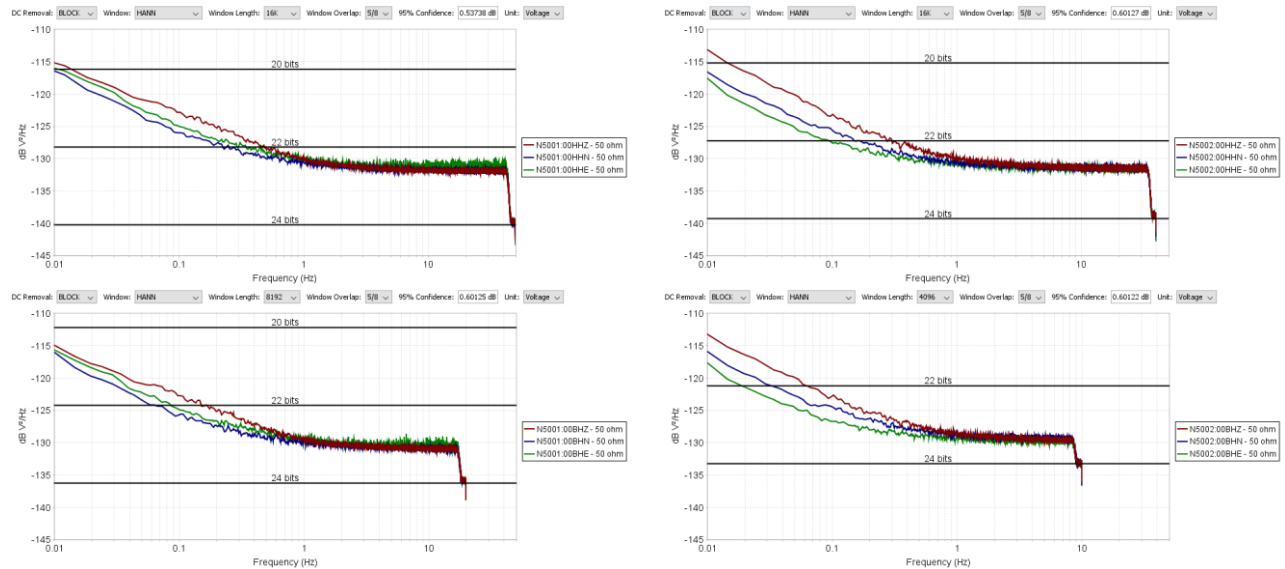 DC Removal: BLOCK Window: HANN Window Length: 16K Window Overlap: 5/8 95% Confidence: 0.53738 dB Unit: Voltage
-110
-115
-120
-125
-130
-135
-140
-145
dB V²/Hz
20 bits
22 bits
24 bits
0.01 0.1 1 10
Frequency (Hz)
N5001:00HHZ - 50 ohm
N5001:00HHN - 50 ohm
N5001:00HHE - 50 ohm
DC Removal: BLOCK Window: HANN Window Length: 16K Window Overlap: 5/8 95% Confidence: 0.60127 dB Unit: Voltage
-110
-115
-120
-125
-130
-135
-140
-145
dB V²/Hz
20 bits
22 bits
24 bits
0.01 0.1 1 10
Frequency (Hz)
N5002:00HHZ - 50 ohm
N5002:00HHN - 50 ohm
N5002:00HHE - 50 ohm
DC Removal: BLOCK Window: HANN Window Length: 8192 Window Overlap: 5/8 95% Confidence: 0.60125 dB Unit: Voltage
-110
-115
-120
-125
-130
-135
-140
-145
dB V²/Hz
20 bits
22 bits
24 bits
0.01 0.1 1 10
Frequency (Hz)
N5001:00BHZ - 50 ohm
N5001:00BHN - 50 ohm
N5001:00BHE - 50 ohm
DC Removal: BLOCK Window: HANN Window Length: 4096 Window Overlap: 5/8 95% Confidence: 0.60122 dB Unit: Voltage
-110
-115
-120
-125
-130
-135
-140
-145
dB V²/Hz
22 bits
24 bits
0.01 0.1 1 10
Frequency (Hz)
N5002:00BHZ - 50 ohm
N5002:00BHN - 50 ohm
N5002:00BHE - 50 ohm